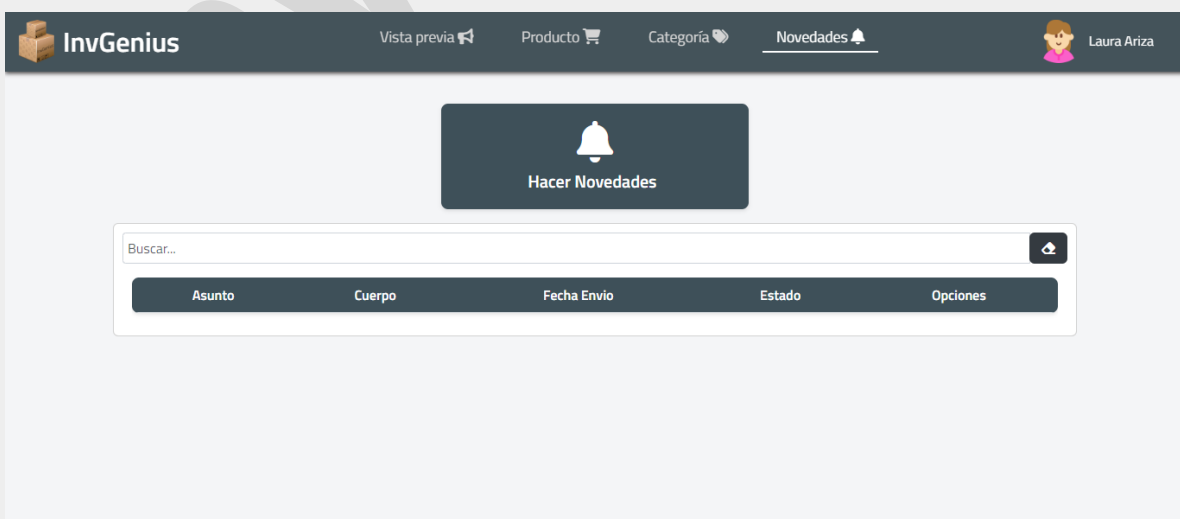 InvGenius
Vista previa
Producto
Categoría
Novedades
Laura Ariza
Hacer Novedades
Buscar...
Asunto Cuerpo Fecha Envio Estado Opciones